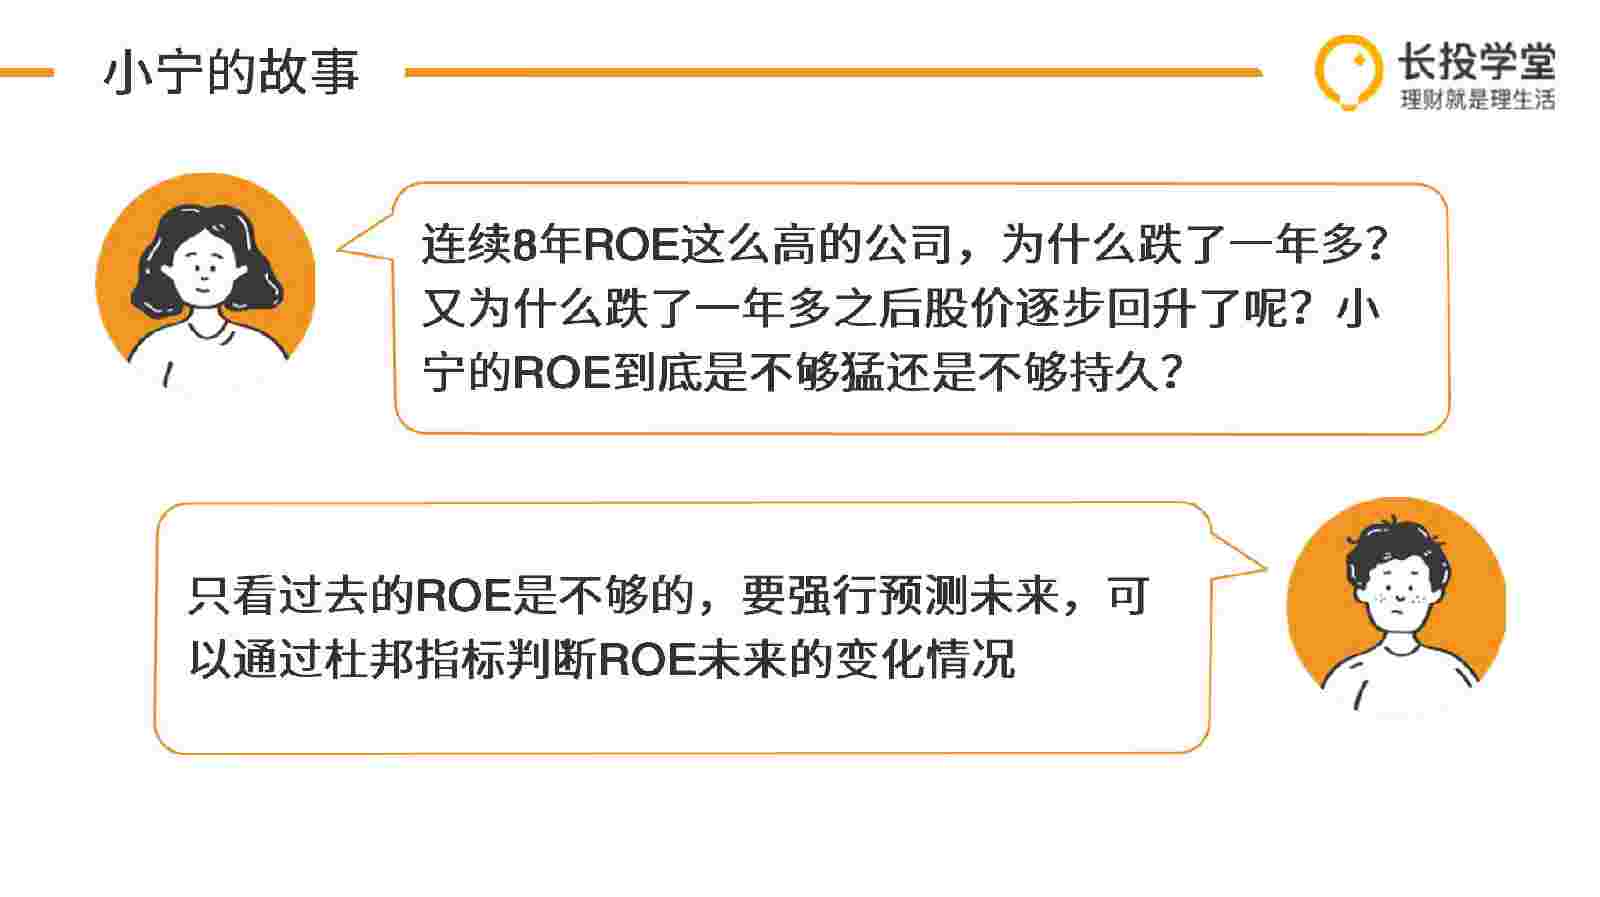 小宁的故事
长投学堂
理财就是理生活
连续8年ROE这么高的公司，为什么跌了一年多？
又为什么跌了一年多之后股价逐步回升了呢？小
宁的ROE到底是不够猛还是不够持久？
只看过去的ROE是不够的，要强行预测未来，可
以通过杜邦指标判断ROE未来的变化情况